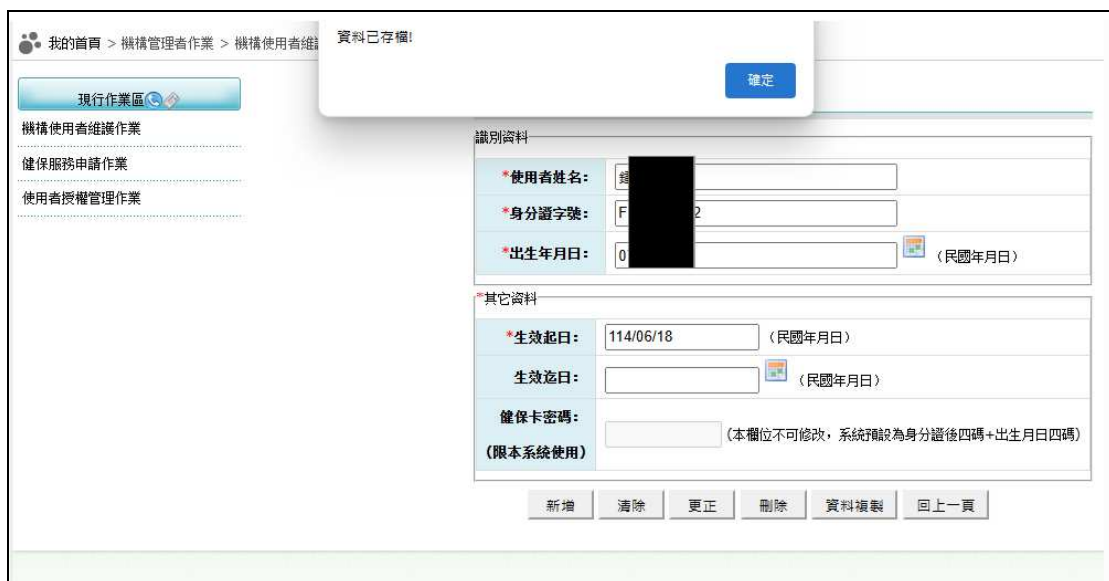 我的首頁 > 機構管理者作業 > 機構使用者維
資料已存檔!
確定
現行作業區
機構使用者維護作業
健保服務申請作業
使用者授權管理作業
識別資料
*使用者姓名:
*身分證字號: F 2
*出生年月日: 0 (民國年月日)
*其它資料
*生效起日: 114/06/18 (民國年月日)
生效迄日: (民國年月日)
健保卡密碼:
(限本系統使用) (本欄位不可修改,系統預設為身分證後四碼+出生月日四碼)
新增 清除 更正 刪除 資料複製 回上一頁